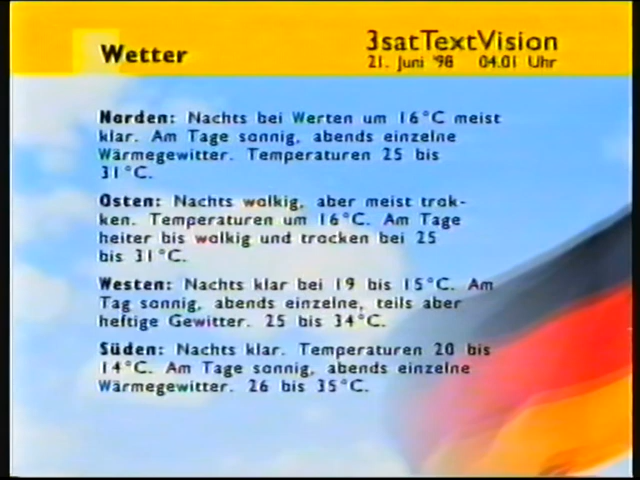 Wetter
3satTextVision
21. Juni '98 04.01 Uhr
Norden: Nachts bei Werten um 16°C meist
klar. Am Tage sonnig, abends einzelne
Wärmegewitter. Temperaturen 25 bis
31°C.
Osten: Nachts wolkig, aber meist trok-
ken. Temperaturen um 16°C. Am Tage
heiter bis wolkig und trocken bei 25
bis 31°C.
Westen: Nachts klar bei 19 bis 15°C. Am
Tag sonnig, abends einzelne, teils aber
heftige Gewitter. 25 bis 34°C.
Süden: Nachts klar. Temperaturen 20 bis
14°C. Am Tage sonnig, abends einzelne
Wärmegewitter. 26 bis 35°C.